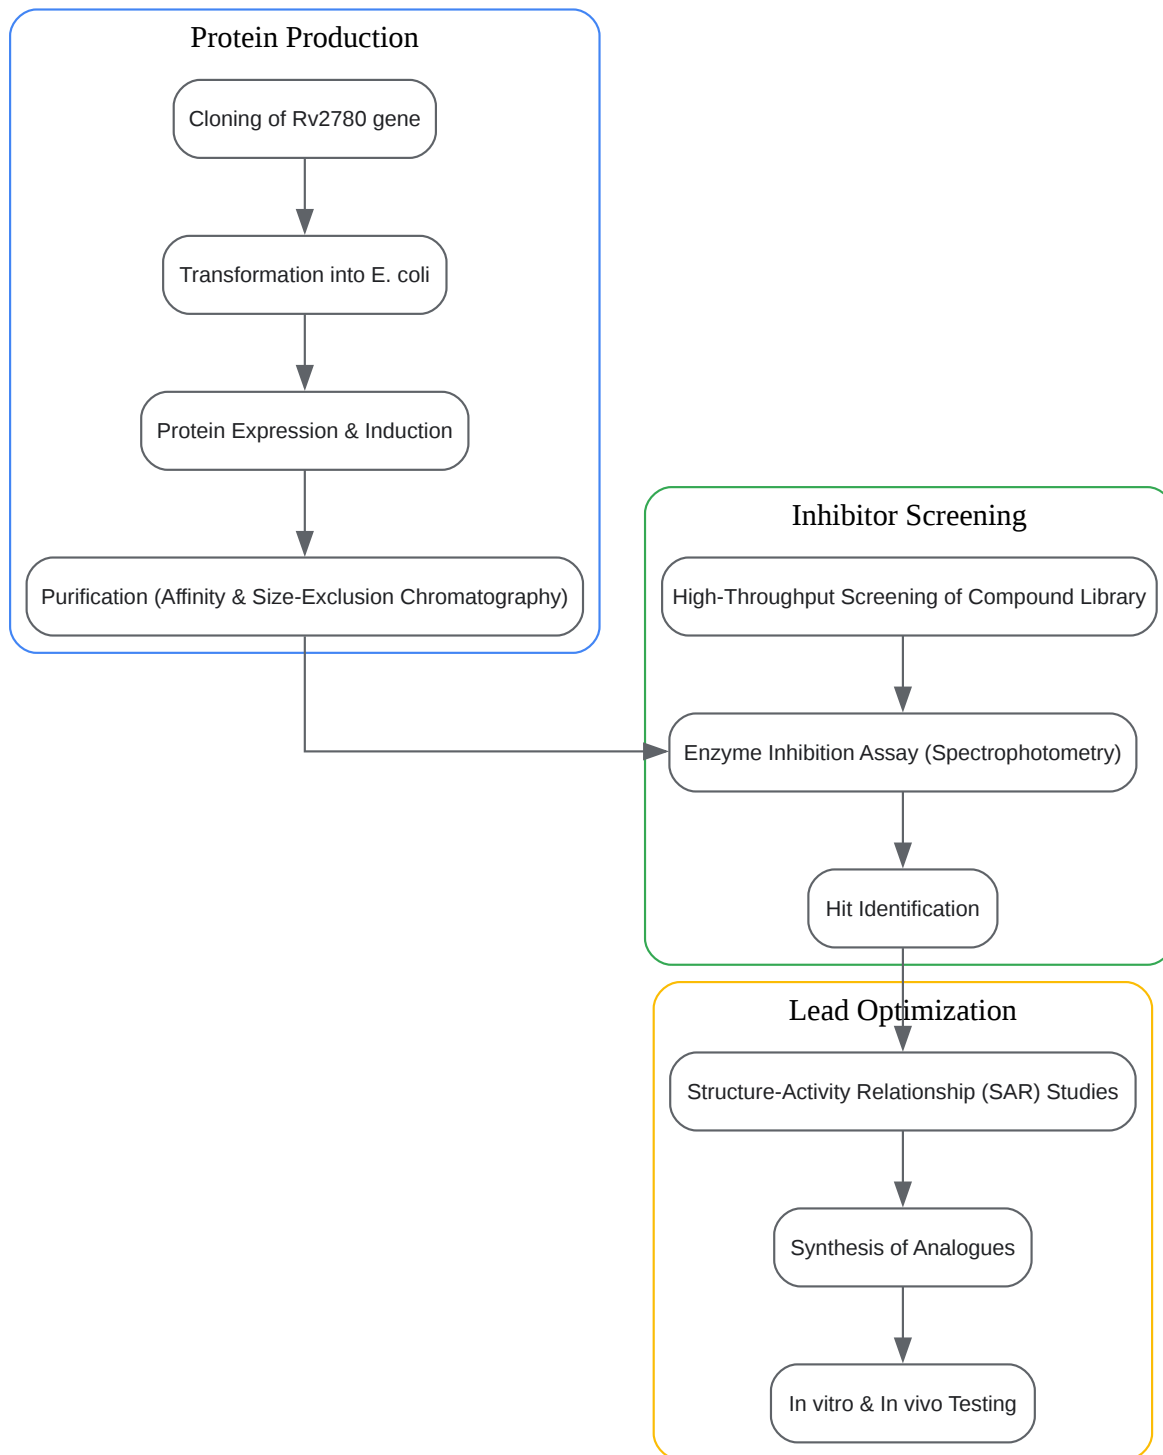 Protein Production
Cloning of Rv2780 gene
Transformation into E. coli
Protein Expression & Induction
Purification (Affinity & Size-Exclusion Chromatography)
Inhibitor Screening
High-Throughput Screening of Compound Library
Enzyme Inhibition Assay (Spectrophotometry)
Hit Identification
Lead Optimization
Structure-Activity Relationship (SAR) Studies
Synthesis of Analogues
In vitro & In vivo Testing